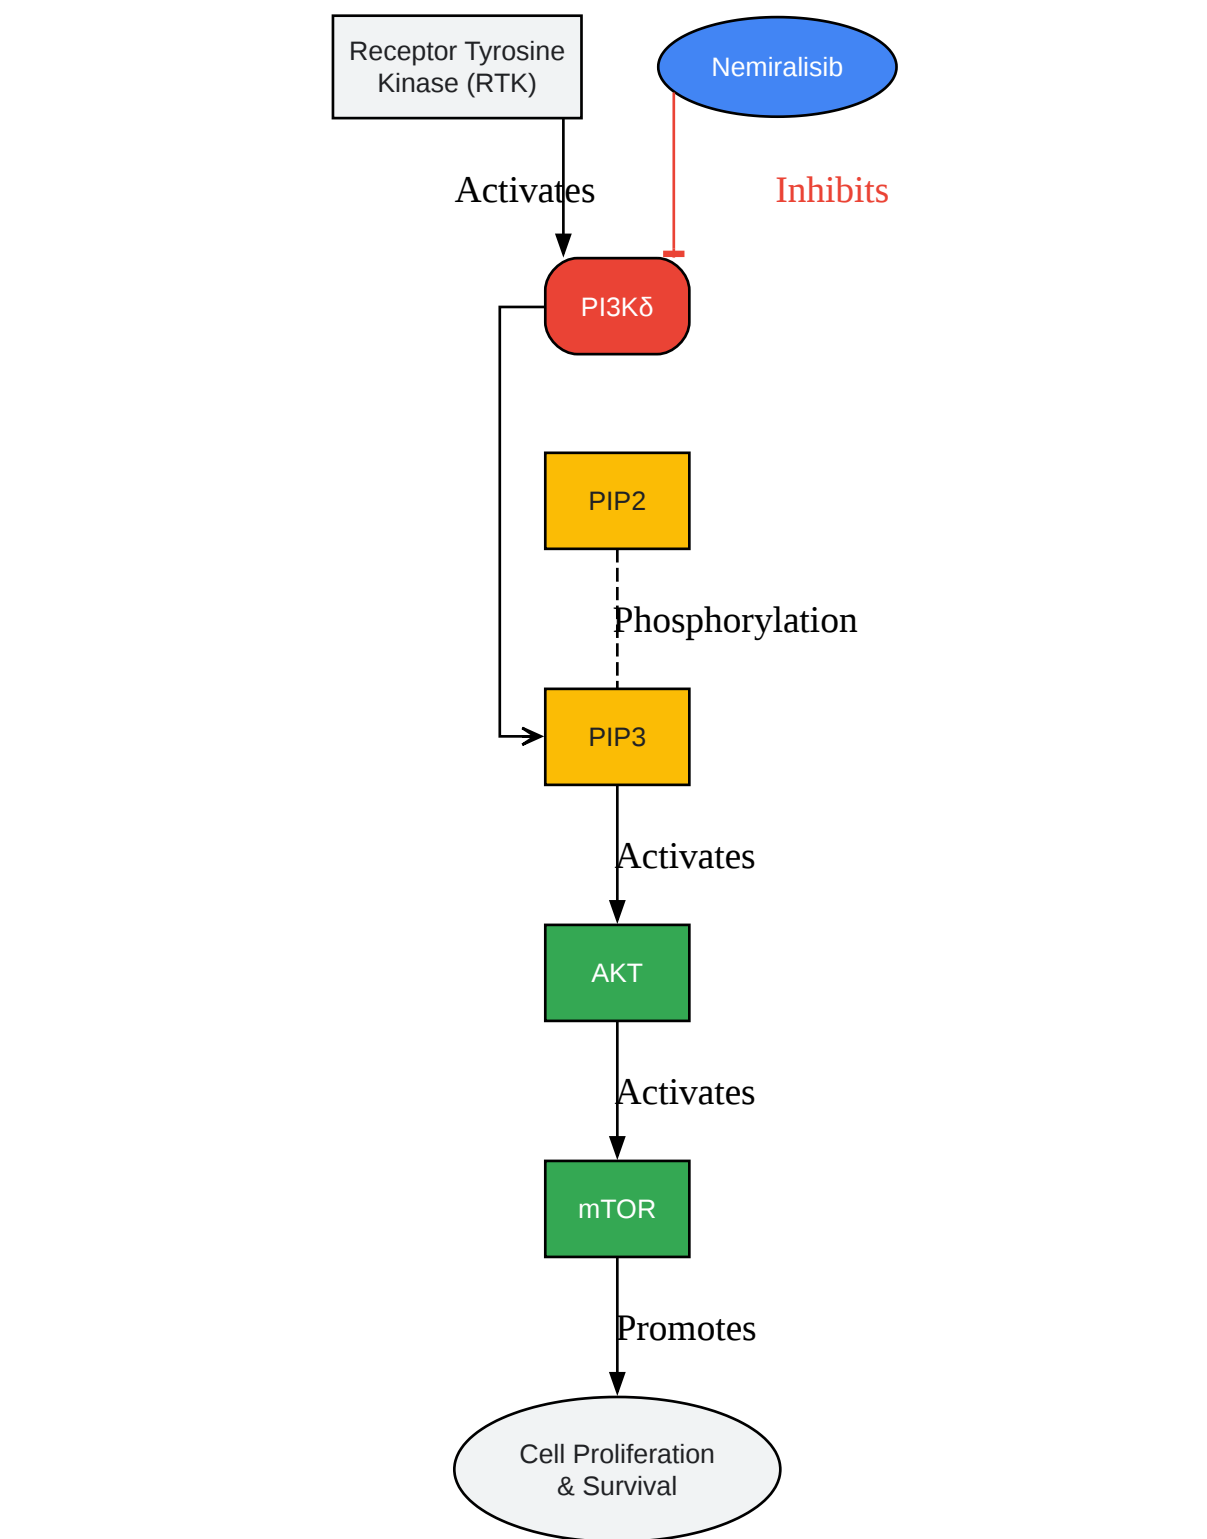 Receptor Tyrosine
Kinase (RTK)
Nemiralisib
Activates
Inhibits
PI3Kδ
PIP2
Phosphorylation
PIP3
Activates
AKT
Activates
mTOR
Promotes
Cell Proliferation
& Survival